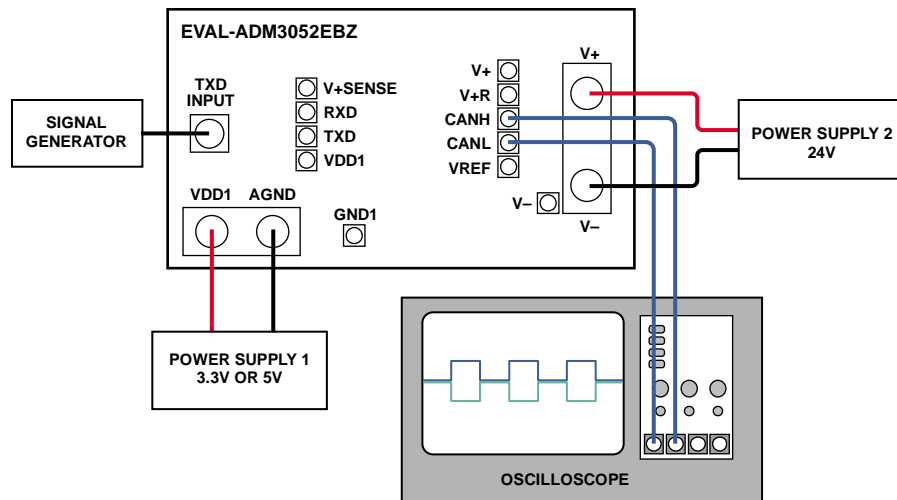 EVAL-ADM3052EBZ
SIGNAL
GENERATOR
TXD
INPUT
V+SENSE
RXD
TXD
VDD1
V+
V+R
CANH
CANL
VREF
V+
V–
V–
POWER SUPPLY 2
24V
VDD1
AGND
GND1
POWER SUPPLY 1
3.3V OR 5V
OSCILLOSCOPE